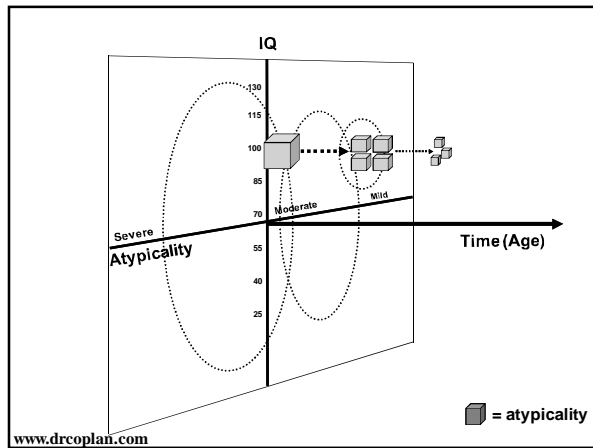 IQ
130
115
100
85
70
55
40
25
Severe
Moderate
Mild
Atypicality
Time (Age)
= atypicality
www.drcoplan.com